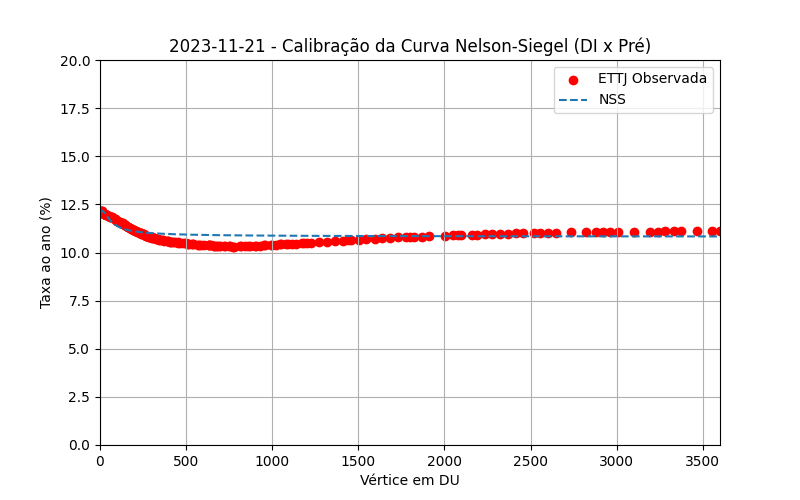 2023-11-21 - Calibração da Curva Nelson-Siegel (DI x Pré)
ETTJ Observada
NSS
Taxa ao ano (%)
20.0
17.5
15.0
12.5
10.0
7.5
5.0
2.5
0.0
0 500 1000 1500 2000 2500 3000 3500
Vértice em DU